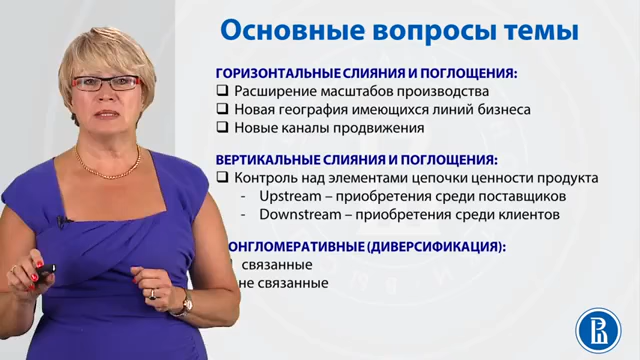 Основные вопросы темы
ГОРИЗОНТАЛЬНЫЕ СЛИЯНИЯ И ПОГЛОЩЕНИЯ:
Расширение масштабов производства
Новая география имеющихся линий бизнеса
Новые каналы продвижения
ВЕРТИКАЛЬНЫЕ СЛИЯНИЯ И ПОГЛОЩЕНИЯ:
Контроль над элементами цепочки ценности продукта
- Upstream – приобретения среди поставщиков
- Downstream – приобретения среди клиентов
ОНГЛОМЕРАТИВНЫЕ (ДИВЕРСИФИКАЦИЯ):
связанные
не связанные